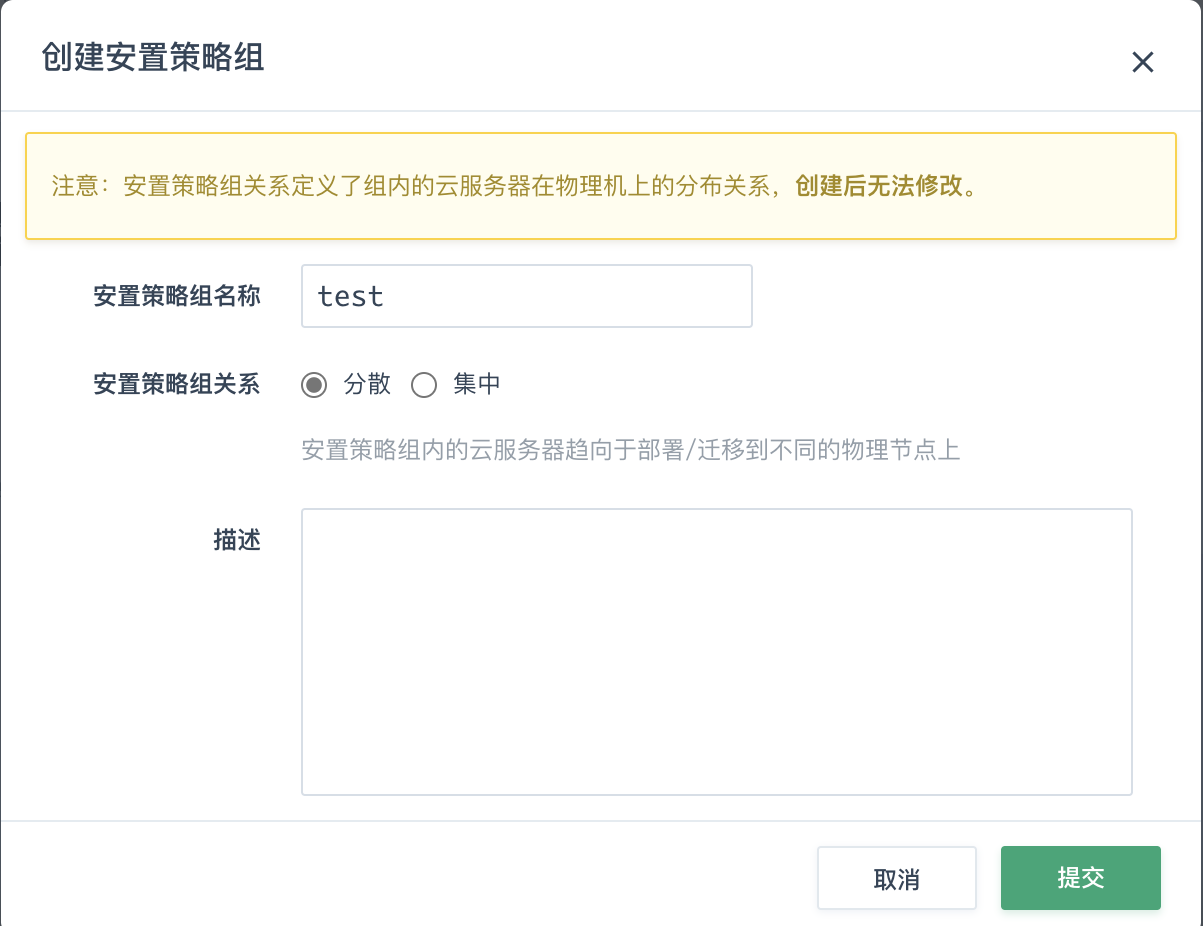 创建安置策略组
注意：安置策略组关系定义了组内的云服务器在物理机上的分布关系，创建后无法修改。
安置策略组名称 test
安置策略组关系 分散 集中
安置策略组内的云服务器趋向于部署/迁移到不同的物理节点上
描述
取消 提交